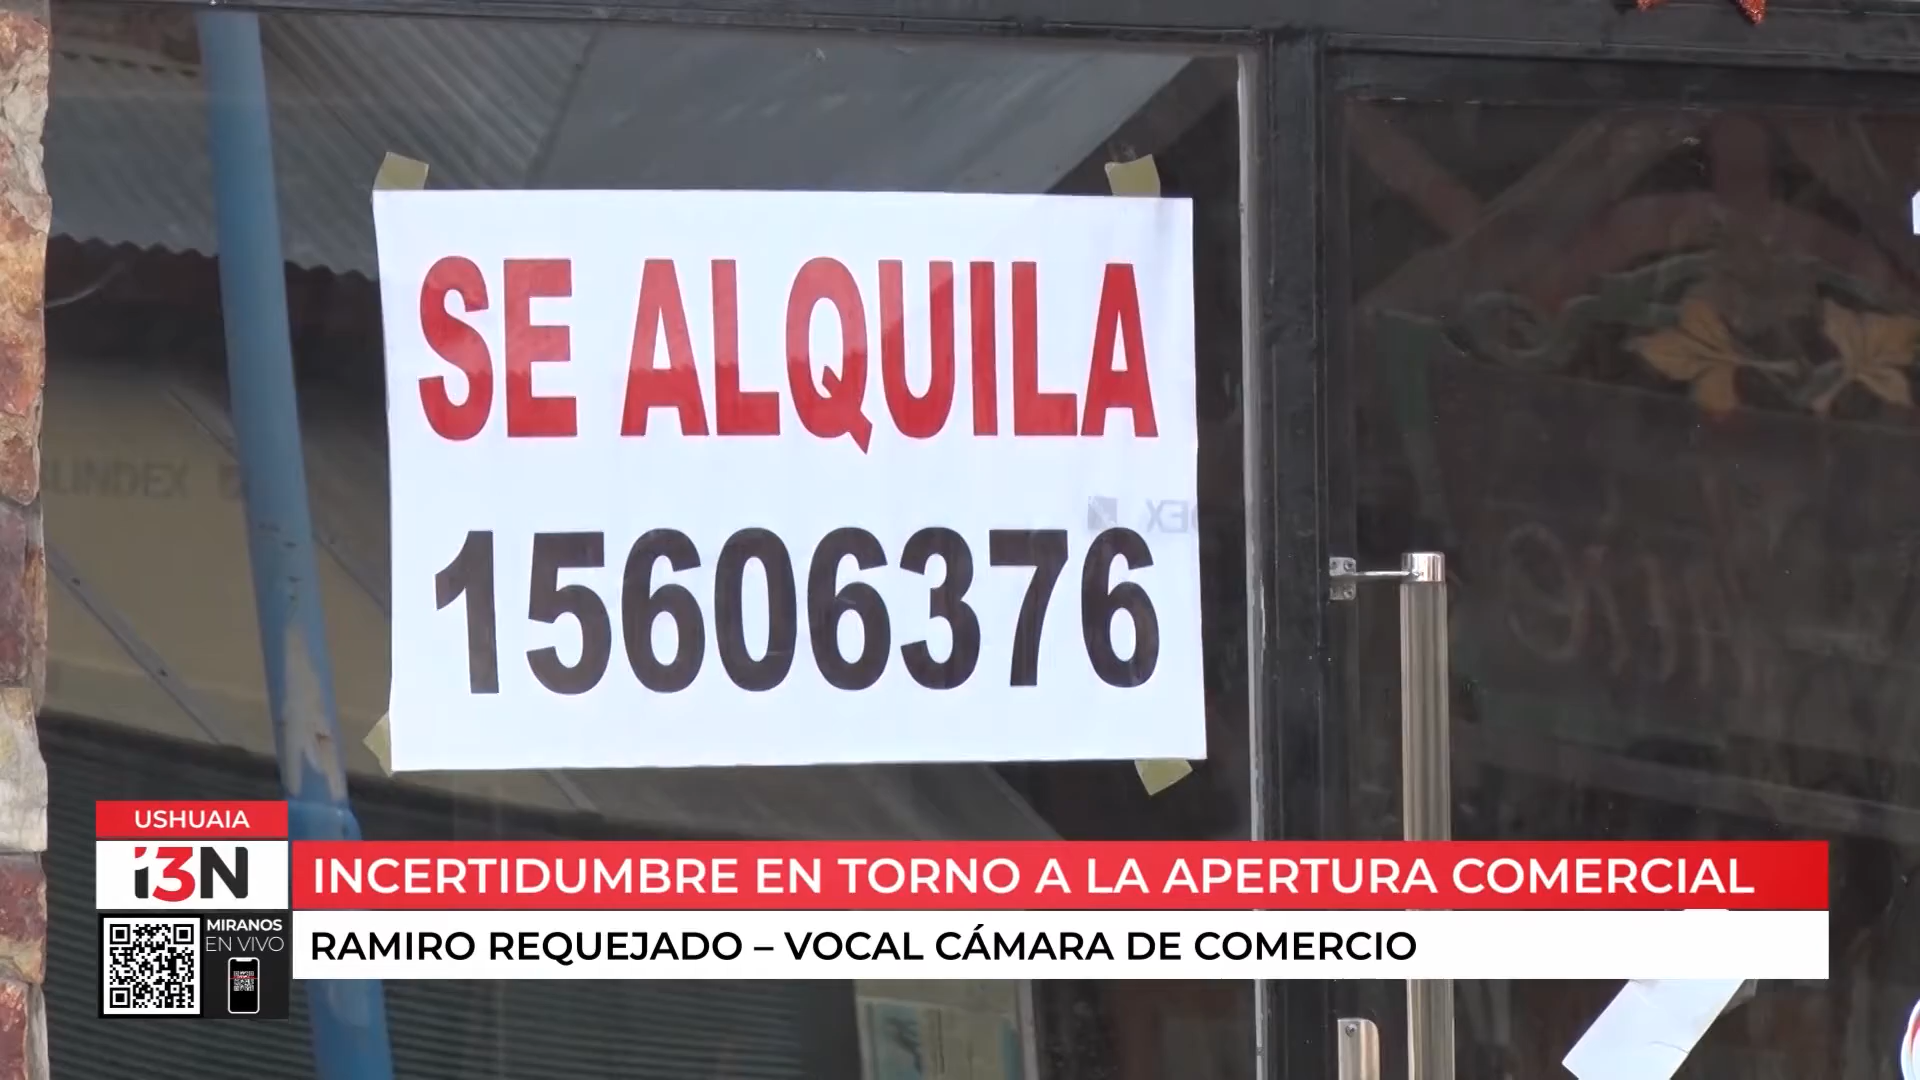 SE ALQUILA
15606376
USHUAIA
i3N
INCERTIDUMBRE EN TORNO A LA APERTURA COMERCIAL
MIRANOS
EN VIVO
RAMIRO REQUEJADO – VOCAL CÁMARA DE COMERCIO